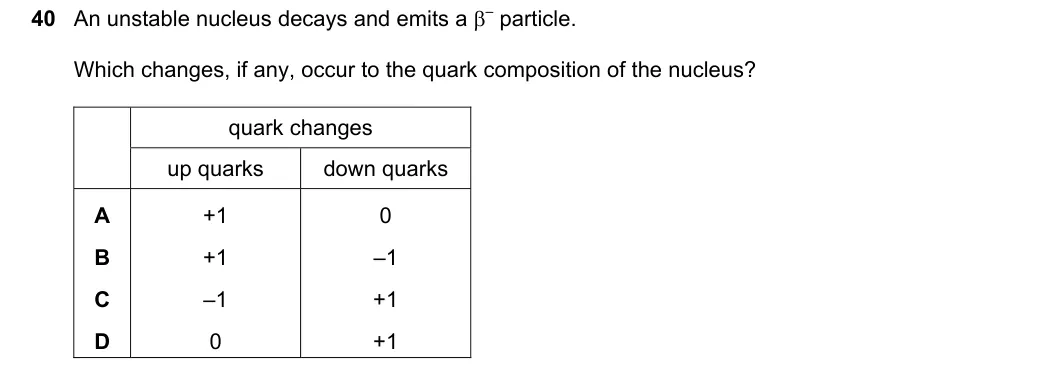 40 An unstable nucleus decays and emits a β⁻ particle.
Which changes, if any, occur to the quark composition of the nucleus?
quark changes
up quarks down quarks
A +1 0
B +1 –1
C –1 +1
D 0 +1